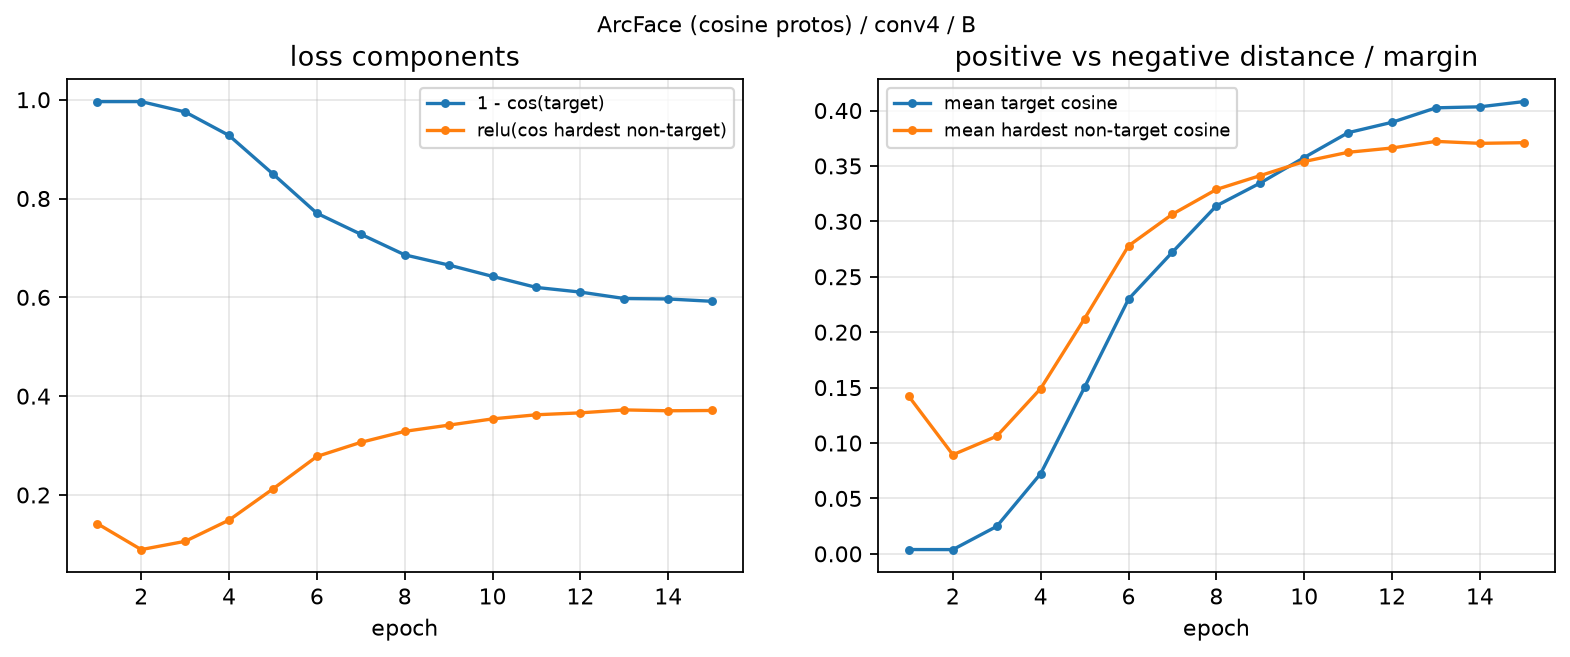 ArcFace (cosine protos) / conv4 / B
loss components
1 - cos(target)
relu(cos hardest non-target)
1.0
0.8
0.6
0.4
0.2
2 4 6 8 10 12 14
epoch
positive vs negative distance / margin
mean target cosine
mean hardest non-target cosine
0.40
0.35
0.30
0.25
0.20
0.15
0.10
0.05
0.00
2 4 6 8 10 12 14
epoch